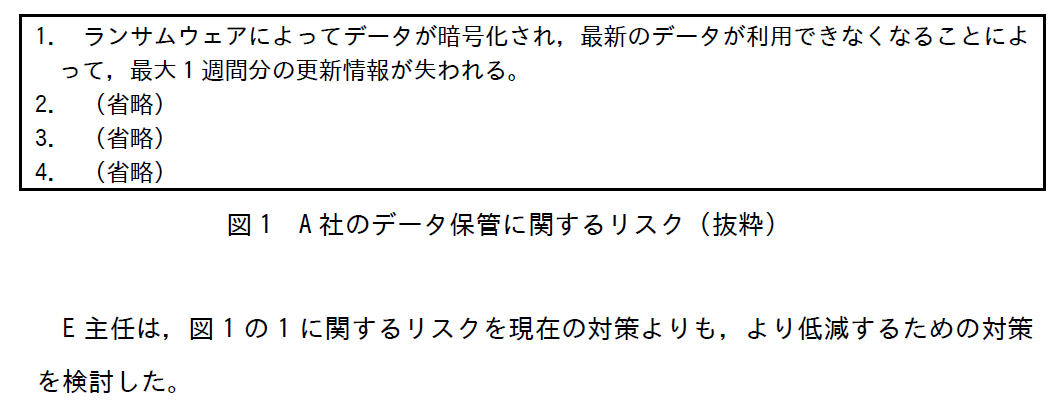 1. ランサムウェアによってデータが暗号化され，最新のデータが利用できなくなることによ
って，最大1週間分の更新情報が失われる。
2. （省略）
3. （省略）
4. （省略）
図1　A社のデータ保管に関するリスク（抜粋）
E主任は，図1の1に関するリスクを現在の対策よりも，より低減するための対策
を検討した。